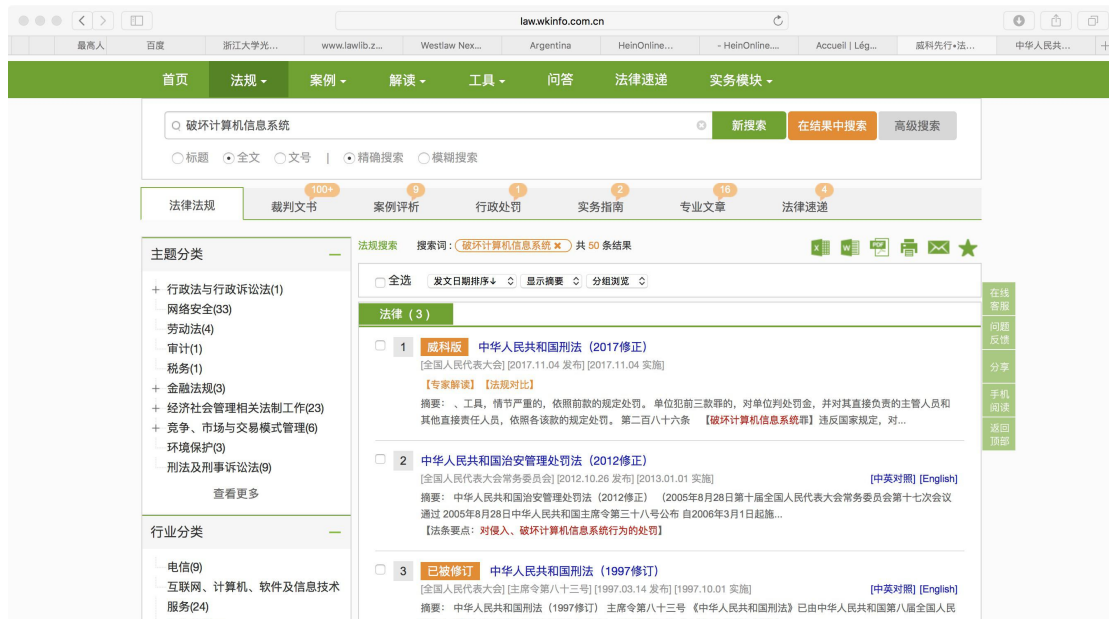 law.wkinfo.com.cn
最高人 百度 浙江大学光... www.lawlib.z... Westlaw Nex... Argentina HeinOnline... - HeinOnline.... Accueil | Lég... 威科先行•法... 中华人民共...
首页 法规 案例 解读 工具 问答 法律速递 实务模块
破坏计算机信息系统 新搜索 在结果中搜索 高级搜索
标题 全文 文号 | 精确搜索 模糊搜索
100+ 9 1 2 16 4
法律法规 裁判文书 案例评析 行政处罚 实务指南 专业文章 法律速递
主题分类
+ 行政法与行政诉讼法(1)
网络安全(33)
劳动法(4)
审计(1)
税务(1)
+ 金融法规(3)
+ 经济社会管理相关法制工作(23)
+ 竞争、市场与交易模式管理(6)
环境保护(3)
刑法及刑事诉讼法(9)
查看更多
行业分类
电信(9)
互联网、计算机、软件及信息技术
服务(24)
法规搜索 搜索词: 破坏计算机信息系统 × 共 50 条结果
全选 发文日期排序↓ 显示摘要 分组浏览
法律 ( 3 )
1 威科版 中华人民共和国刑法(2017修正)
[全国人民代表大会] [2017.11.04 发布] [2017.11.04 实施]
【专家解读】【法规对比】
摘要: 、工具,情节严重的,依照前款的规定处罚。 单位犯前三款罪的,对单位判处罚金,并对其直接负责的主管人员和
其他直接责任人员,依照各该款的规定处罚。 第二百八十六条 【破坏计算机信息系统罪】违反国家规定,对...
2 中华人民共和国治安管理处罚法(2012修正)
[全国人民代表大会常务委员会] [2012.10.26 发布] [2013.01.01 实施] [中英对照] [English]
摘要: 中华人民共和国治安管理处罚法(2012修正) (2005年8月28日第十届全国人民代表大会常务委员会第十七次会议
通过 2005年8月28日中华人民共和国主席令第三十八号公布 自2006年3月1日起施...
【法条要点:对侵入、破坏计算机信息系统行为的处罚】
3 已被修订 中华人民共和国刑法(1997修订)
[全国人民代表大会] [主席令第八十三号] [1997.03.14 发布] [1997.10.01 实施] [中英对照] [English]
摘要: 中华人民共和国刑法(1997修订) 主席令第八十三号 《中华人民共和国刑法》已由中华人民共和国第八届全国人民
在线
客服
问题
反馈
分享
手机
阅读
返回
顶部